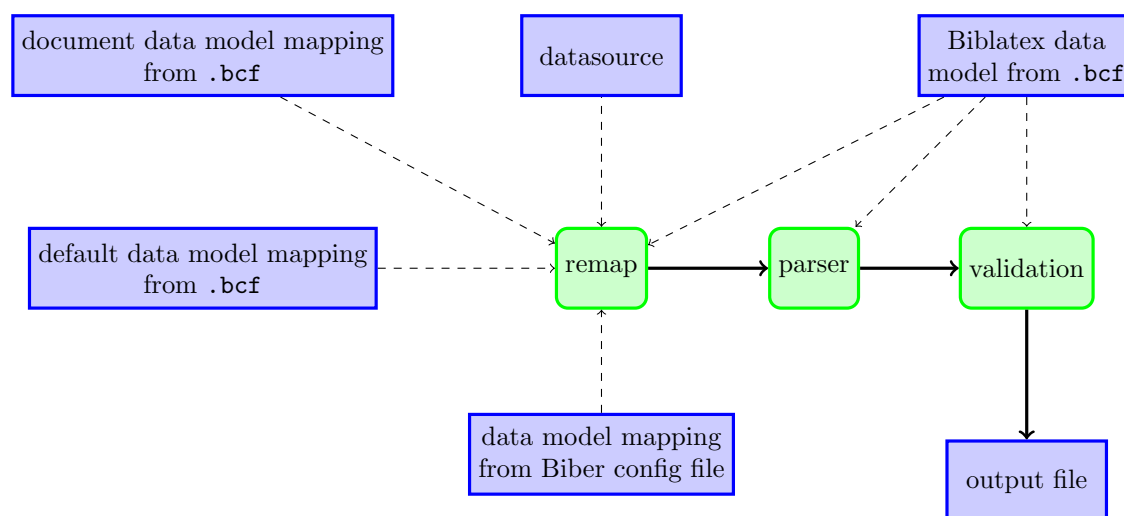 document data model mapping
from .bcf
datasource
Biblatex data
model from .bcf
default data model mapping
from .bcf
remap
parser
validation
data model mapping
from Biber config file
output file